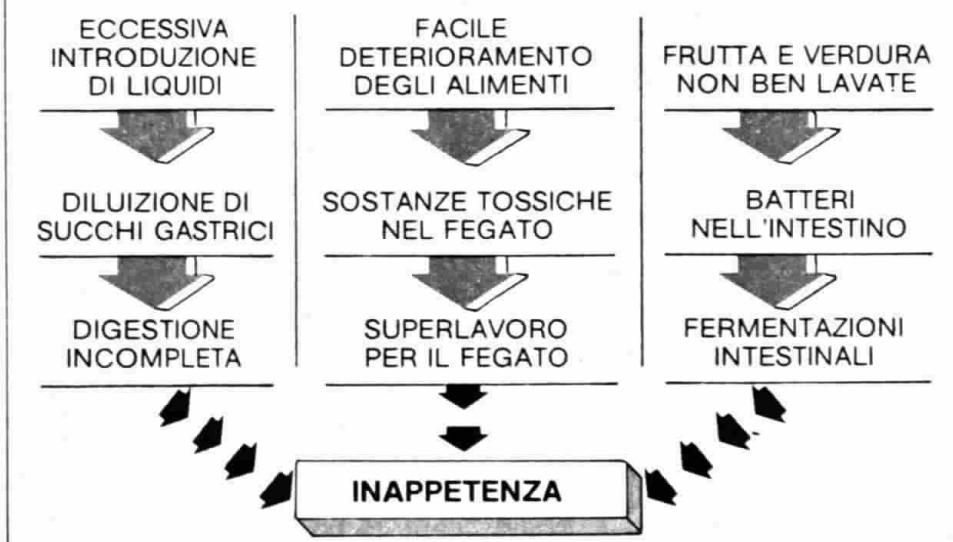 ECCESSIVA
INTRODUZIONE
DI LIQUIDI
DILUIZIONE DI
SUCCHI GASTRICI
DIGESTIONE
INCOMPLETA
FACILE
DETERIORAMENTO
DEGLI ALIMENTI
SOSTANZE TOSSICHE
NEL FEGATO
SUPERLAVORO
PER IL FEGATO
FRUTTA E VERDURA
NON BEN LAVATE
BATTERI
NELL'INTESTINO
FERMENTAZIONI
INTESTINALI
INAPPETENZA